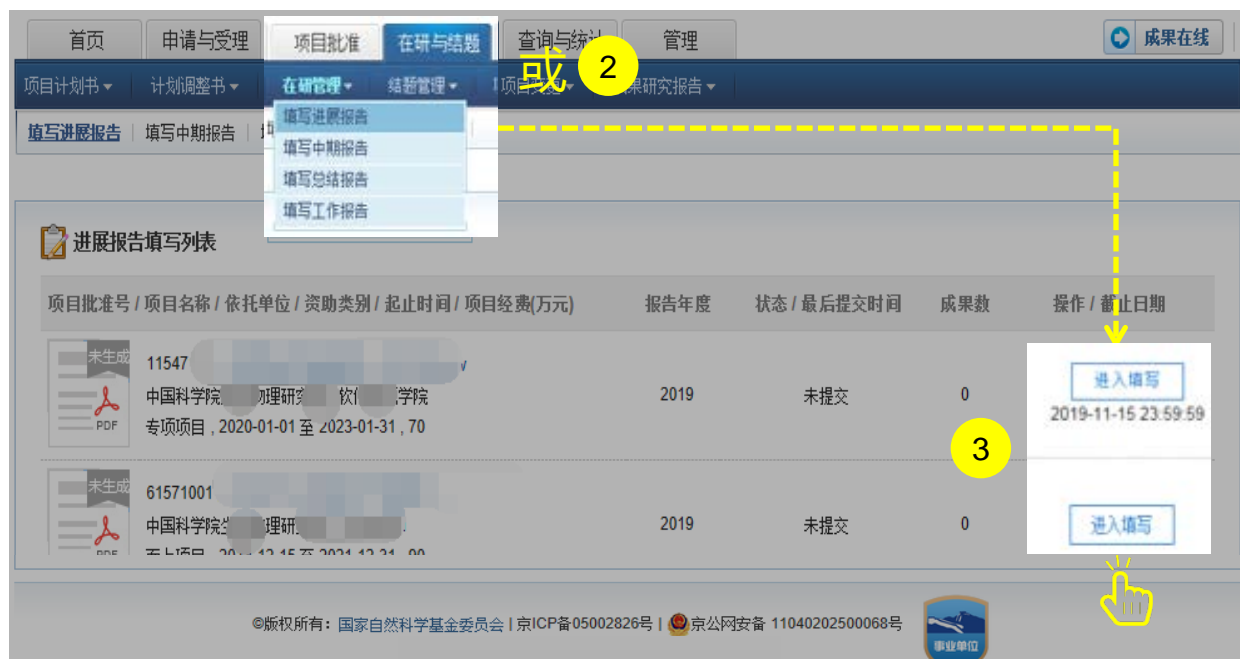 首页 申请与受理 项目批准 在研与结题 查询与统计 管理 成果在线
或 2
项目计划书 计划调整书 在研管理 结题管理 研究报告
填写进展报告 填写中期报告
填写进展报告
填写中期报告
填写总结报告
填写工作报告
进展报告填写列表
项目批准号 / 项目名称 / 依托单位 / 资助类别 / 起止时间 / 项目经费(万元) 报告年度 状态 / 最后提交时间 成果数 操作 / 截止日期
未生成
PDF
11547
中国科学院 理研究 软件 学院
专项项目 , 2020-01-01 至 2023-01-31 , 70
2019 未提交 0
进入填写
2019-11-15 23:59:59
3
未生成
61571001
中国科学院 理研
2019 未提交 0
进入填写
©版权所有：国家自然科学基金委员会 | 京ICP备05002826号 | 京公网安备 11040202500068号
事业单位